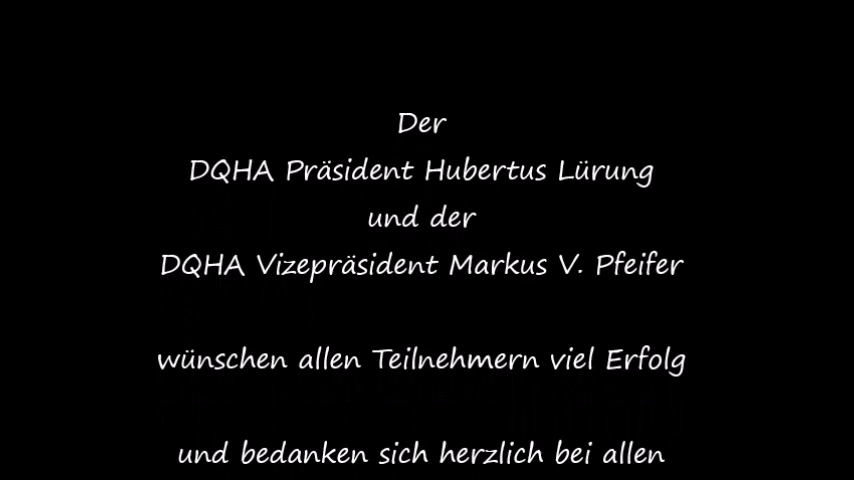 Der
DQHA Präsident Hubertus Lürung
und der
DQHA Vizepräsident Markus V. Pfeifer
wünschen allen Teilnehmern viel Erfolg
und bedanken sich herzlich bei allen